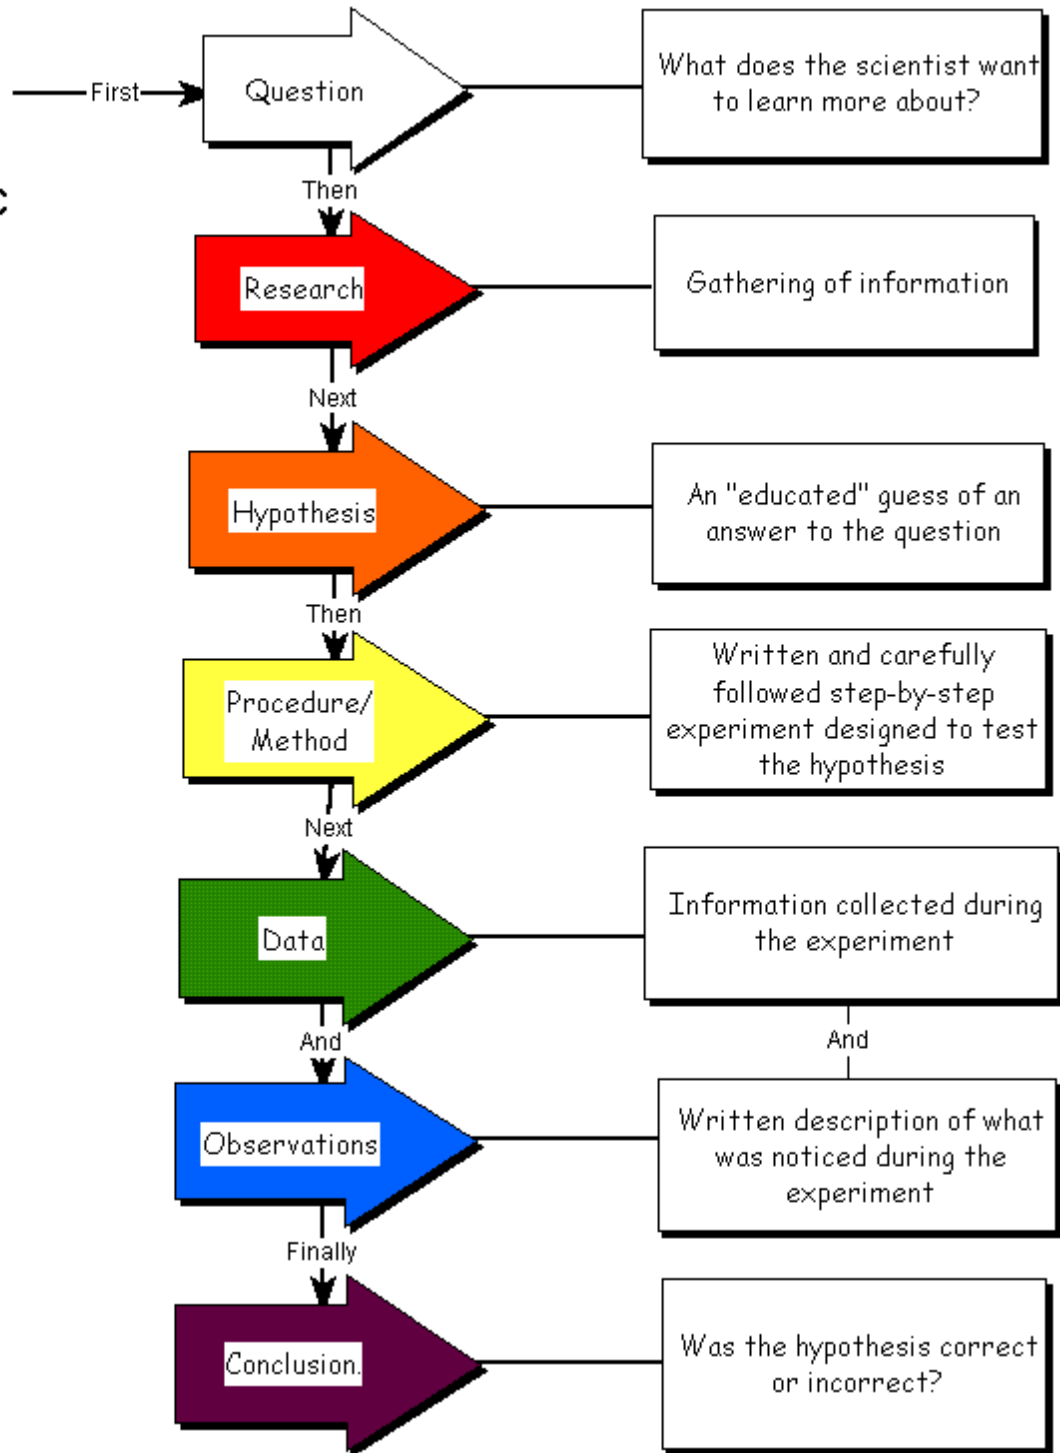 First
Question
What does the scientist want
to learn more about?
Then
c
Research
Gathering of information
Next
Hypothesis
An "educated" guess of an
answer to the question
Then
Procedure/
Method
Written and carefully
followed step-by-step
experiment designed to test
the hypothesis
Next
Data
Information collected during
the experiment
And
And
Observations
Written description of what
was noticed during the
experiment
Finally
Conclusion.
Was the hypothesis correct
or incorrect?